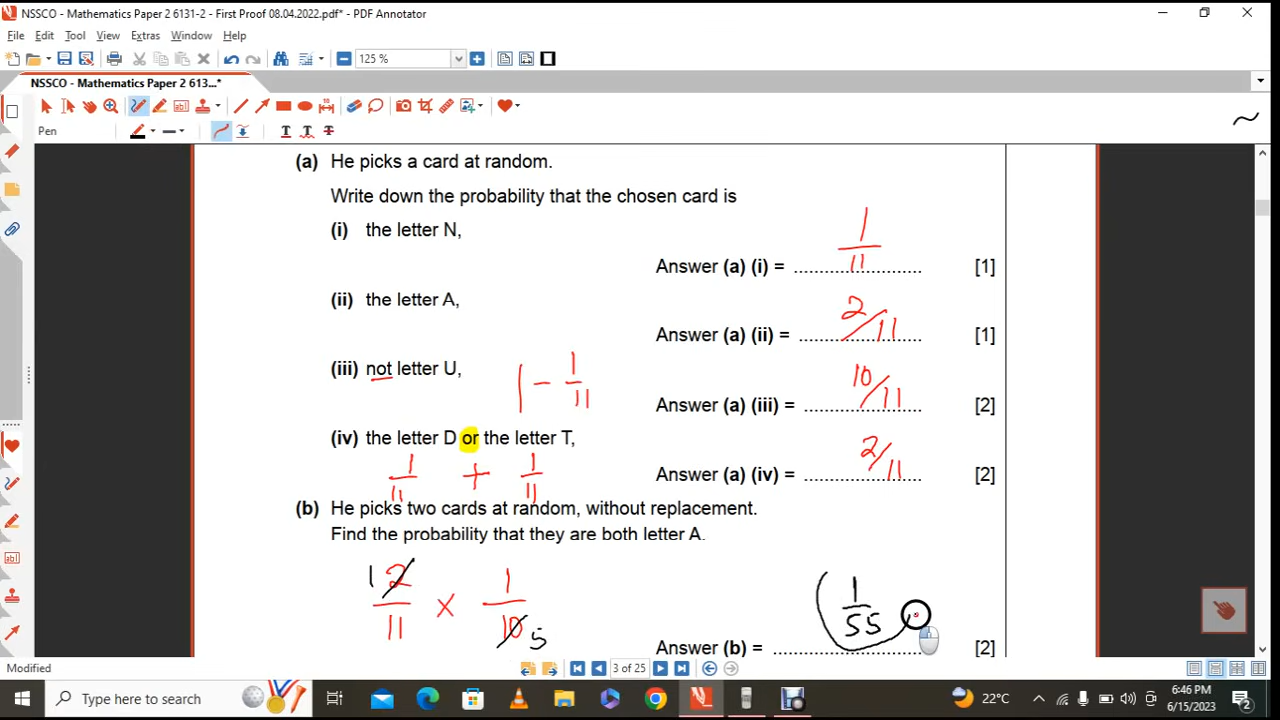 NSSCO - Mathematics Paper 2 6131-2 - First Proof 08.04.2022.pdf* - PDF Annotator
File Edit Tool View Extras Window Help
125 %
NSSCO - Mathematics Paper 2 613...*
Pen
T T T
(a) He picks a card at random.
Write down the probability that the chosen card is
(i) the letter N,
1/11
Answer (a) (i) = ........................ [1]
(ii) the letter A,
2/11
Answer (a) (ii) = ........................ [1]
(iii) not letter U,
1 - 1/11
10/11
Answer (a) (iii) = ........................ [2]
(iv) the letter D or the letter T,
1/11 + 1/11
2/11
Answer (a) (iv) = ........................ [2]
(b) He picks two cards at random, without replacement.
Find the probability that they are both letter A.
1 2/11 × 1/10 5
1/55
Answer (b) = ............................... [2]
Modified
3 of 25
Type here to search
22°C
6:46 PM
6/15/2023
2